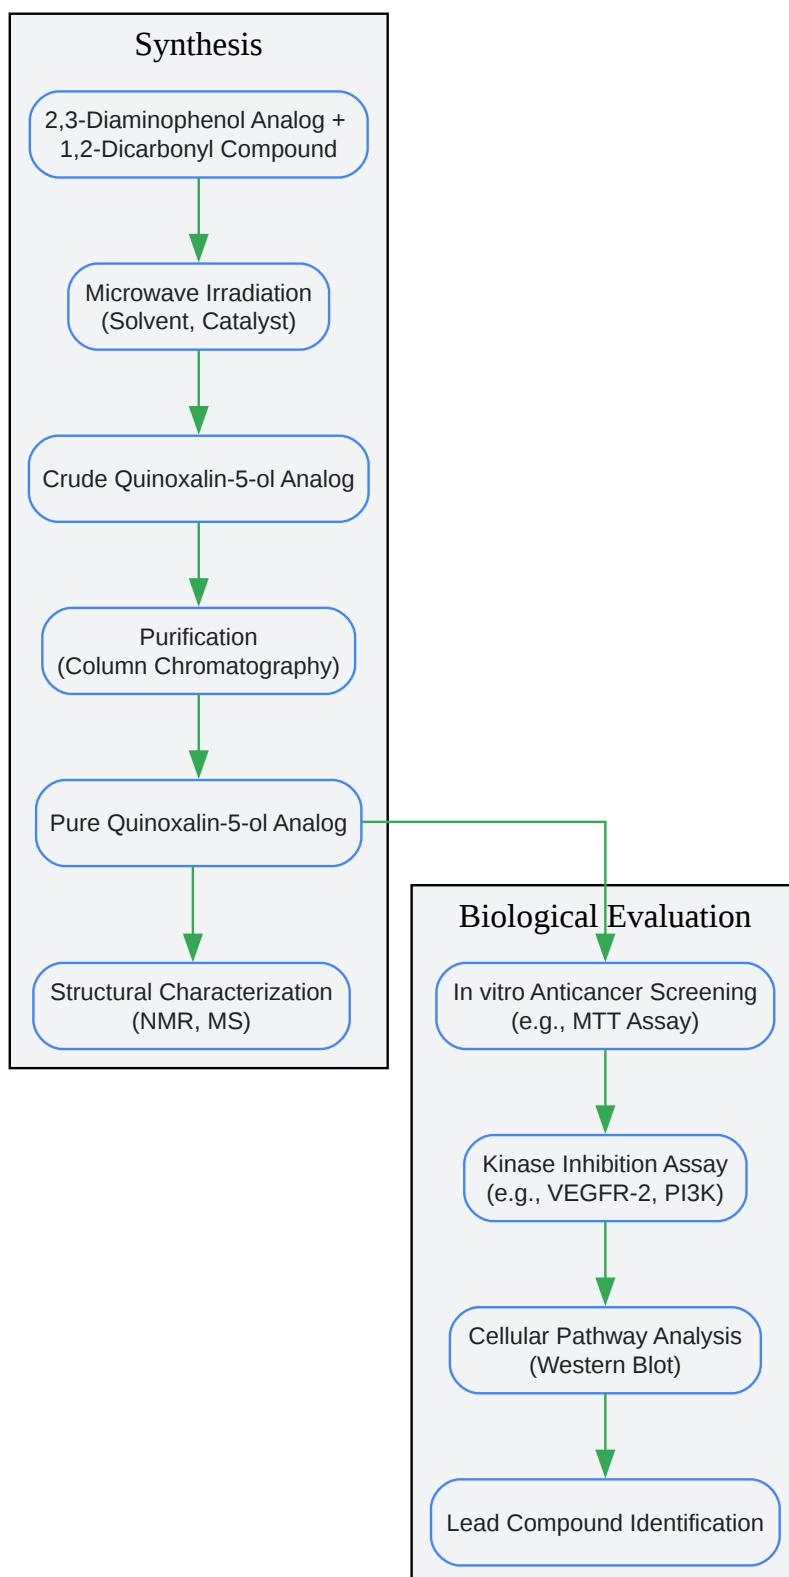 Synthesis
2,3-Diaminophenol Analog +
1,2-Dicarbonyl Compound
Microwave Irradiation
(Solvent, Catalyst)
Crude Quinoxalin-5-ol Analog
Purification
(Column Chromatography)
Pure Quinoxalin-5-ol Analog
Structural Characterization
(NMR, MS)
Biological Evaluation
In vitro Anticancer Screening
(e.g., MTT Assay)
Kinase Inhibition Assay
(e.g., VEGFR-2, PI3K)
Cellular Pathway Analysis
(Western Blot)
Lead Compound Identification